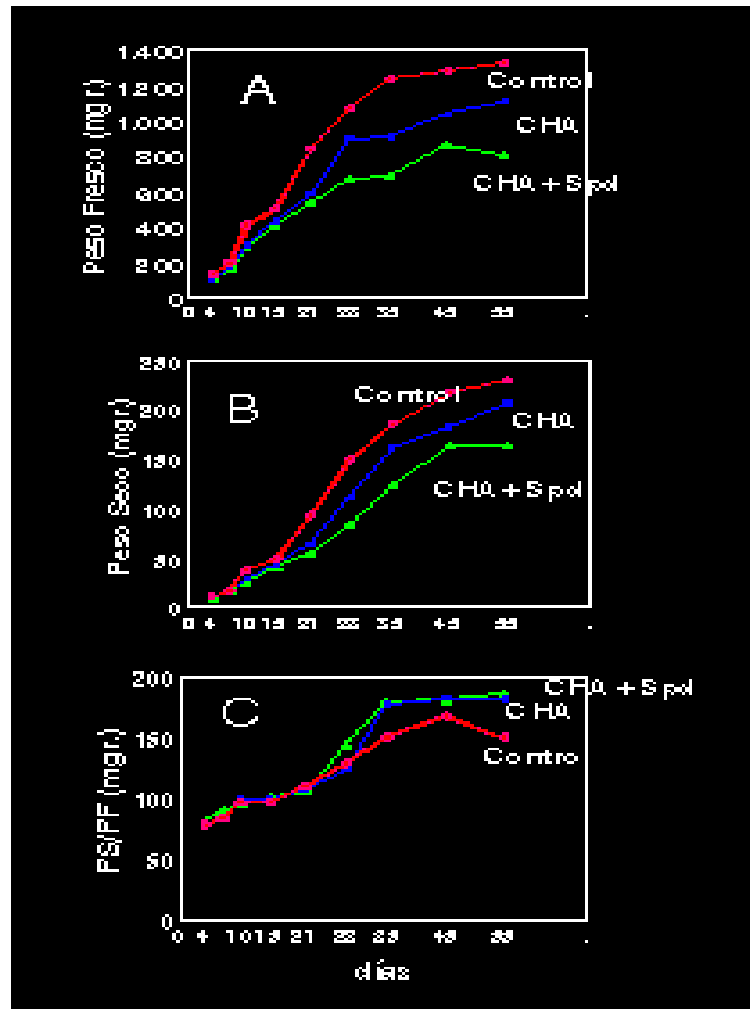 A
Peso Fresco (mgr.)
1.400
1.200
1.000
800
600
400
200
0
Control
CHA
CHA + Spd
0 4 10 15 21
B
Peso Seco (mgr.)
250
200
150
100
50
0
Control
CHA
CHA + Spd
0 4 10 15 21
C
PS/PF (mgr.)
200
150
100
50
0
CHA + Spd
CHA
Contro
0 4 10 15 21
días